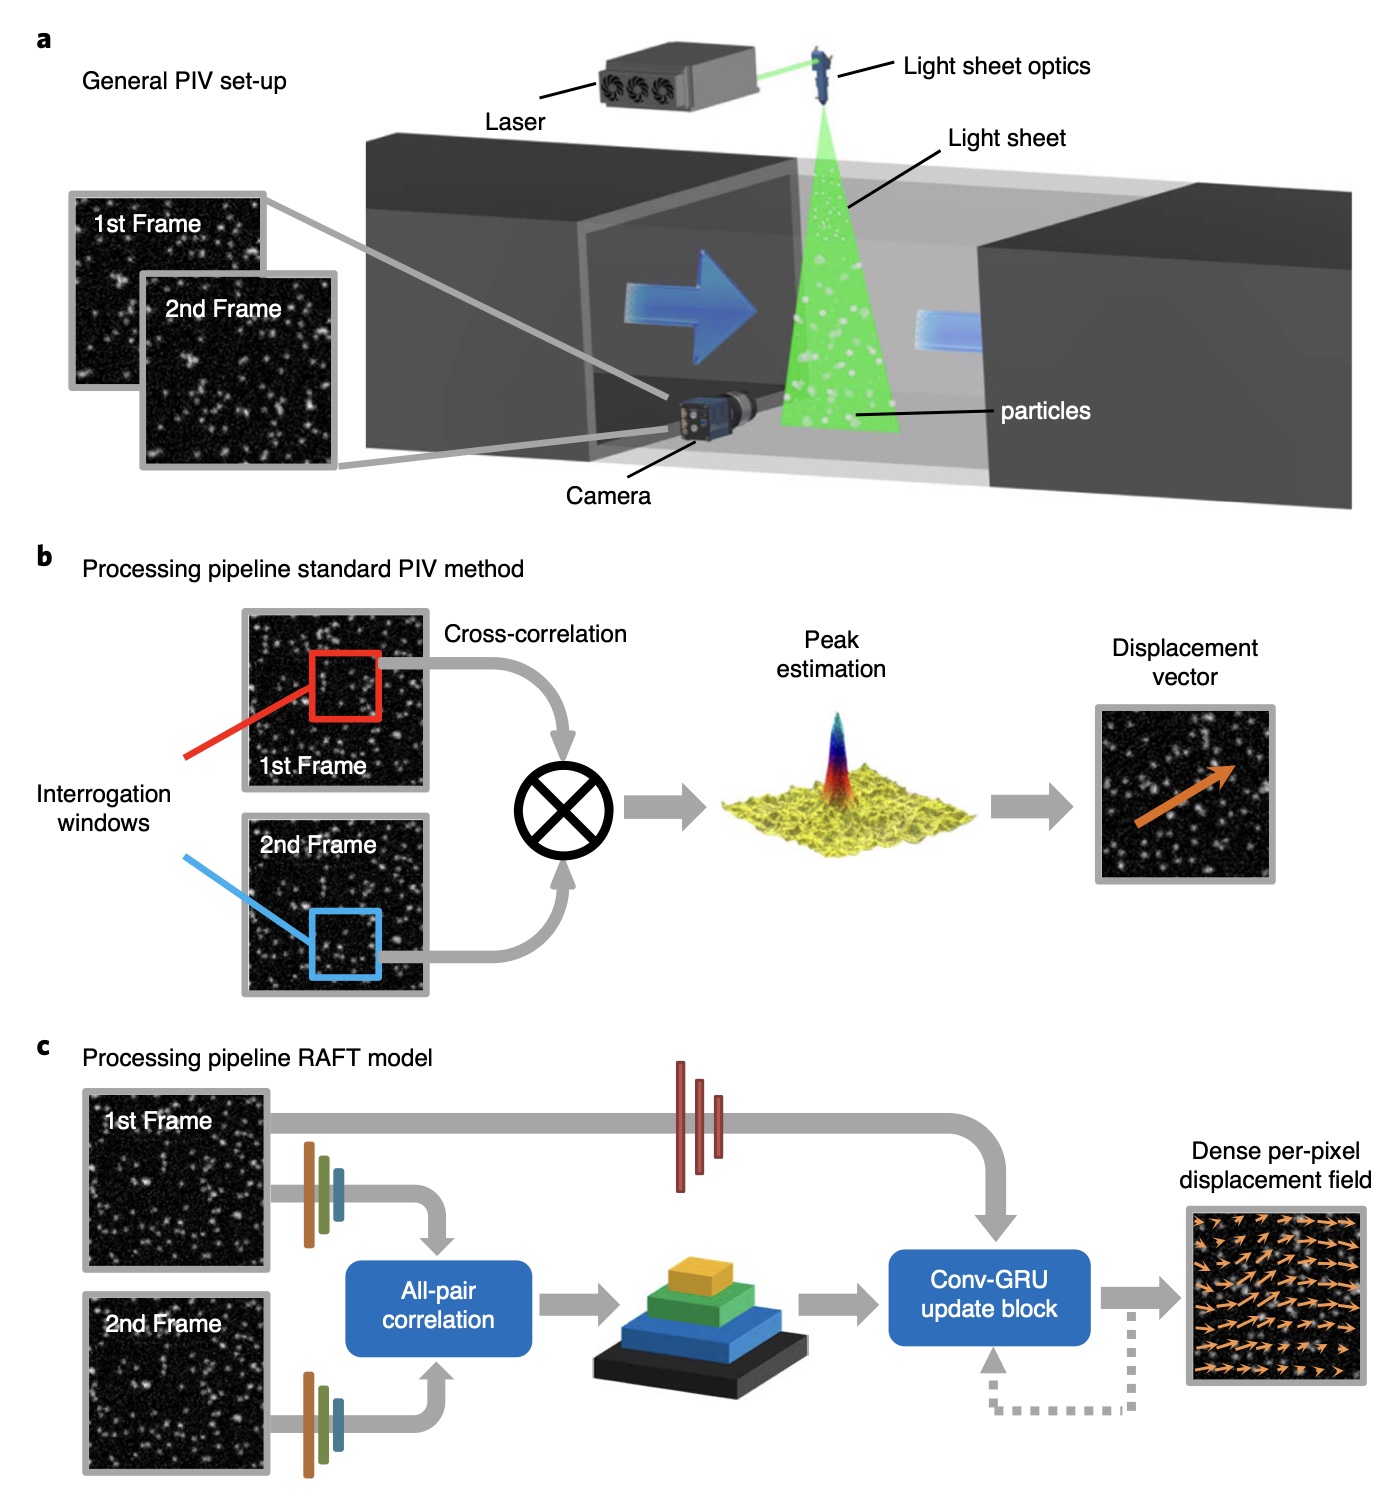 a
General PIV set-up
Light sheet optics
Laser
Light sheet
1st Frame
2nd Frame
particles
Camera
b
Processing pipeline standard PIV method
Cross-correlation
Peak
estimation
Displacement
vector
1st Frame
Interrogation
windows
2nd Frame
c
Processing pipeline RAFT model
1st Frame
Dense per-pixel
displacement field
All-pair
correlation
Conv-GRU
update block
2nd Frame